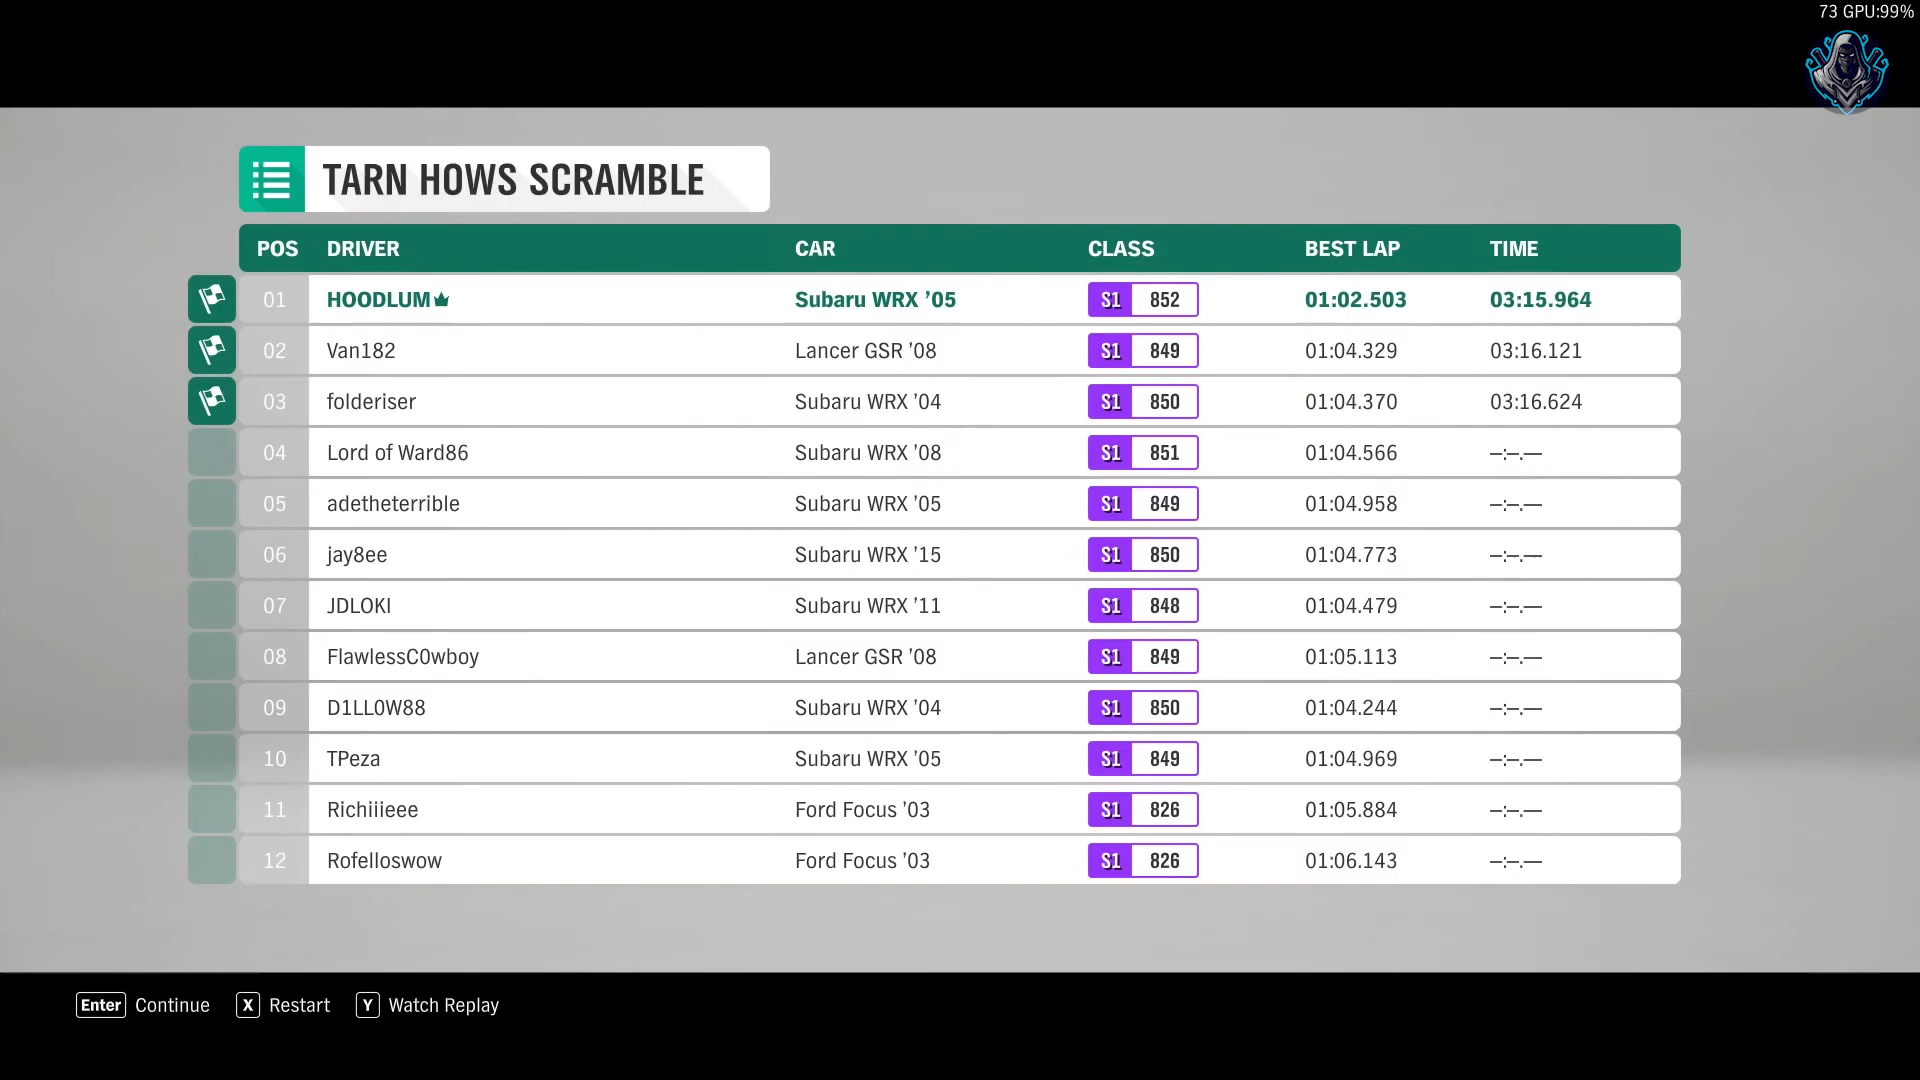 73 GPU:99%
TARN HOWS SCRAMBLE
POS DRIVER CAR CLASS BEST LAP TIME
01 HOODLUM Subaru WRX ’05 S1 852 01:02.503 03:15.964
02 Van182 Lancer GSR ’08 S1 849 01:04.329 03:16.121
03 folderiser Subaru WRX ’04 S1 850 01:04.370 03:16.624
04 Lord of Ward86 Subaru WRX ’08 S1 851 01:04.566 –:–.—
05 adetheterrible Subaru WRX ’05 S1 849 01:04.958 –:–.—
06 jay8ee Subaru WRX ’15 S1 850 01:04.773 –:–.—
07 JDLOKI Subaru WRX ’11 S1 848 01:04.479 –:–.—
08 FlawlessC0wboy Lancer GSR ’08 S1 849 01:05.113 –:–.—
09 D1LL0W88 Subaru WRX ’04 S1 850 01:04.244 –:–.—
10 TPeza Subaru WRX ’05 S1 849 01:04.969 –:–.—
11 Richiiieee Ford Focus ’03 S1 826 01:05.884 –:–.—
12 Rofelloswow Ford Focus ’03 S1 826 01:06.143 –:–.—
Enter Continue X Restart Y Watch Replay